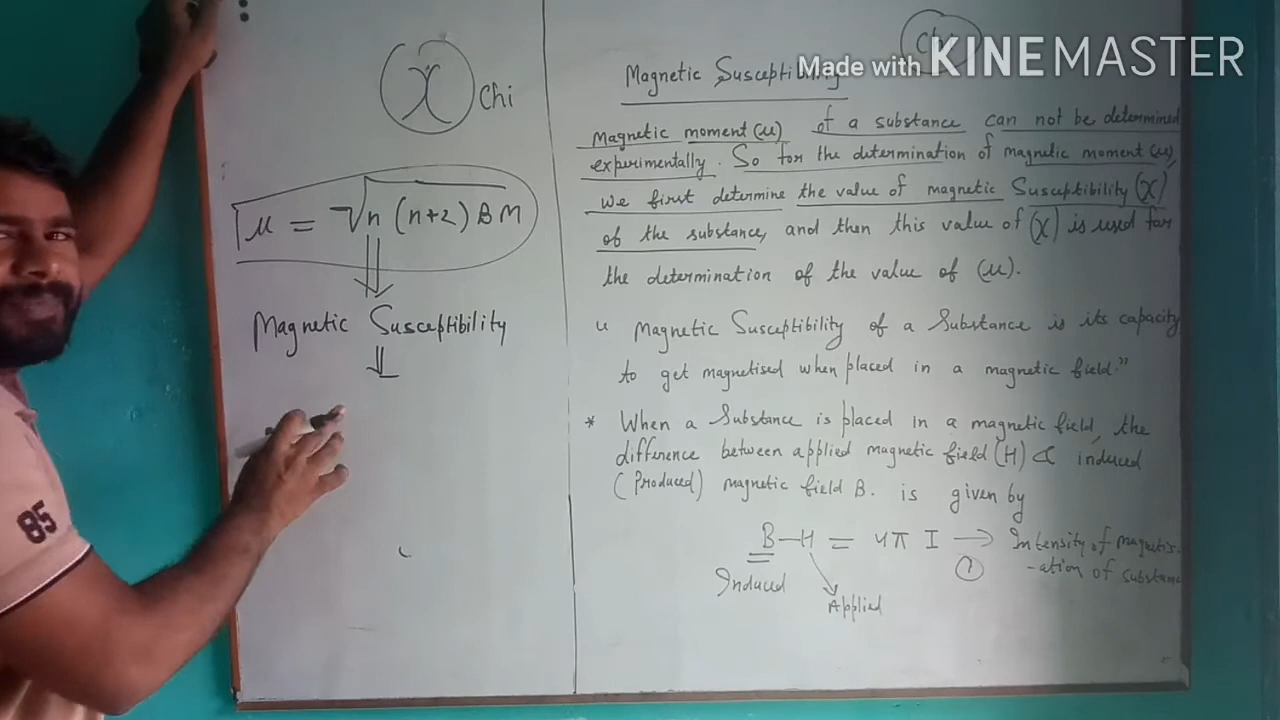 χ Chi
μ = √n (n+2) BM
Magnetic Susceptibility
Chi
Made with KINEMASTER
Magnetic Susceptibility
Magnetic moment (μ) of a substance can not be determined
experimentally. So for the determination of magnetic moment (μ)
we first determine the value of magnetic Susceptibility (χ)
of the substance, and then this value of (χ) is used for
the determination of the value of (μ).
" Magnetic Susceptibility of a Substance is its capacity
to get magnetised when placed in a magnetic field."
* When a Substance is placed in a magnetic field, the
difference between applied magnetic field (H) & induced
(Produced) magnetic field B. is given by
B-H = 4π I → Intensity of magnetis-
-ation of substance
Induced
Applied
85